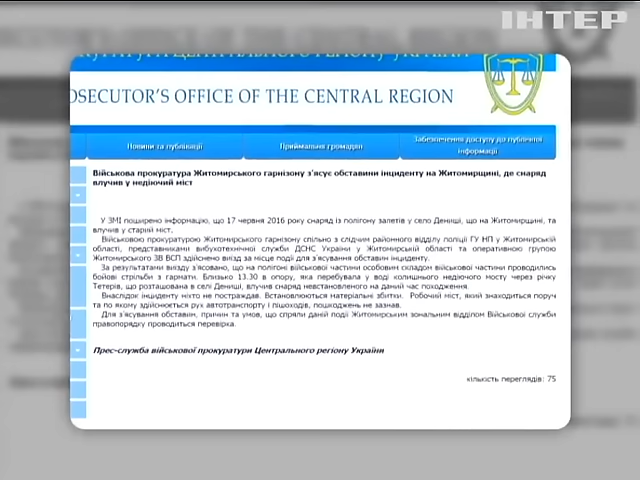 ІНТЕР
КУРАТУРИ ЦЕНТРАЛЬНОГО РЕГІОНУ УКРАЇН
OSECUTOR'S OFFICE OF THE CENTRAL REGION
Новини та публікації
Приймальня громадян
Забезпечення доступу до публічної
інформації
Військова прокуратура Житомирського гарнізону з'ясує обставини інциденту на Житомирщині, де снаряд
влучив у недіючий міст
У ЗМІ поширено інформацію, що 17 червня 2016 року снаряд із полігону залетів у село Дениші, що на Житомирщині, та
влучив у старий міст.
Військовою прокуратурою Житомирського гарнізону спільно з слідчим районного відділу поліції ГУ НП у Житомирській
області, представниками вибухотехнічної служби ДСНС України у Житомирській області та оперативною групою
Житомирського ЗВ ВСП здійснено виїзд за місце події для з'ясування обставин інциденту.
За результатами виїзду з'ясовано, що на полігоні військової частини особовим складом військової частини проводились
бойові стрільби з гармати. Близько 13.30 в опору, яка перебувала у воді колишнього недіючого мосту через річку
Тетерів, що розташована в селі Дениші, влучив снаряд невстановленого на даний час походження.
Внаслідок інциденту ніхто не постраждав. Встановлюються матеріальні збитки. Робочий міст, який знаходиться поруч
та по якому здійснюється рух автотранспорту і пішоходів, пошкоджень не зазнав.
Для з'ясування обставин, причин та умов, що спряли даній події Житомирським зональним відділом Військової служби
правопорядку проводиться перевірка.
Прес-служба військової прокуратури Центрального регіону України
кількість переглядів: 75